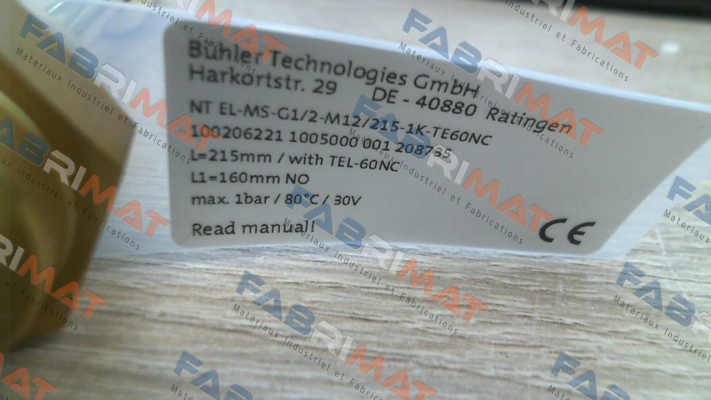 Bühler Technologies GmbH
Harkortstr. 29 DE - 40880 Ratingen
NT EL-MS-G1/2-M12/215-1K-TE60NC
100206221 1005000 001 208735
L=215mm / with TEL-60NC
L1=160mm NO
max. 1bar / 80°C / 30V
Read manual!
CE
FABRIMAT
Materiaux Industriel et Fabrications